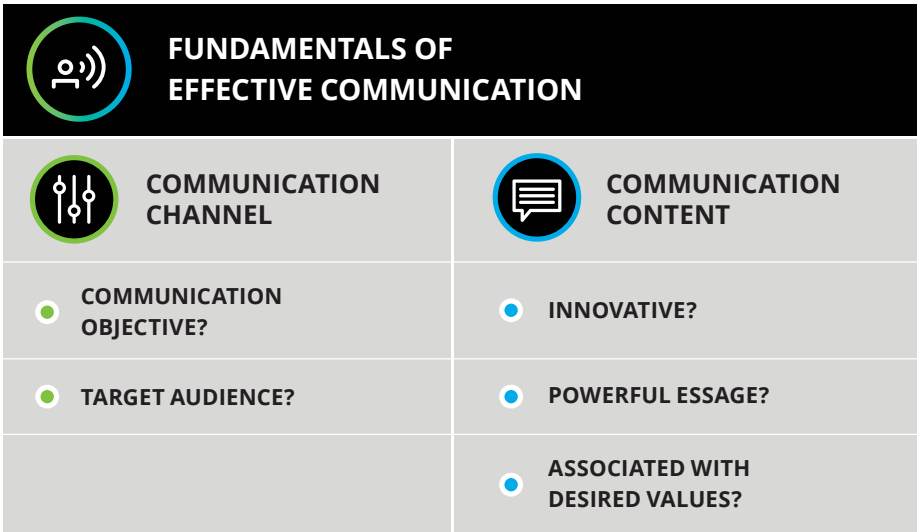 FUNDAMENTALS OF
EFFECTIVE COMMUNICATION
COMMUNICATION
CHANNEL
COMMUNICATION
OBJECTIVE?
TARGET AUDIENCE?
COMMUNICATION
CONTENT
INNOVATIVE?
POWERFUL ESSAGE?
ASSOCIATED WITH
DESIRED VALUES?